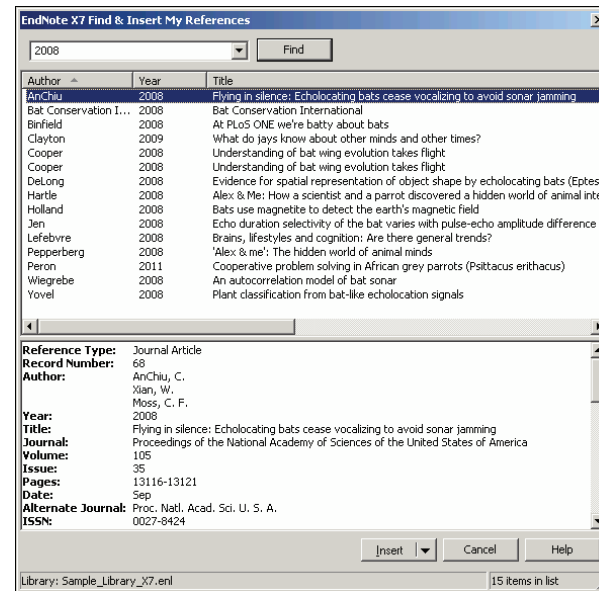 EndNote X7 Find & Insert My References
2008 Find
Author Year Title
AnChiu 2008 Flying in silence: Echolocating bats cease vocalizing to avoid sonar jamming
Bat Conservation I... 2008 Bat Conservation International
Binfield 2008 At PLoS ONE we're batty about bats
Clayton 2009 What do jays know about other minds and other times?
Cooper 2008 Understanding of bat wing evolution takes flight
Cooper 2008 Understanding of bat wing evolution takes flight
DeLong 2008 Evidence for spatial representation of object shape by echolocating bats (Eptes
Hartle 2008 Alex & Me: How a scientist and a parrot discovered a hidden world of animal inte
Holland 2008 Bats use magnetite to detect the earth's magnetic field
Jen 2008 Echo duration selectivity of the bat varies with pulse-echo amplitude difference
Lefebvre 2008 Brains, lifestyles and cognition: Are there general trends?
Pepperberg 2008 'Alex & me': The hidden world of animal minds
Peron 2011 Cooperative problem solving in African grey parrots (Psittacus erithacus)
Wiegrebe 2008 An autocorrelation model of bat sonar
Yovel 2008 Plant classification from bat-like echolocation signals
Reference Type: Journal Article
Record Number: 68
Author: AnChiu, C.
Xian, W.
Moss, C. F.
Year: 2008
Title: Flying in silence: Echolocating bats cease vocalizing to avoid sonar jamming
Journal: Proceedings of the National Academy of Sciences of the United States of America
Volume: 105
Issue: 35
Pages: 13116-13121
Date: Sep
Alternate Journal: Proc. Natl. Acad. Sci. U. S. A.
ISSN: 0027-8424
Insert Cancel Help
Library: Sample_Library_X7.enl 15 items in list